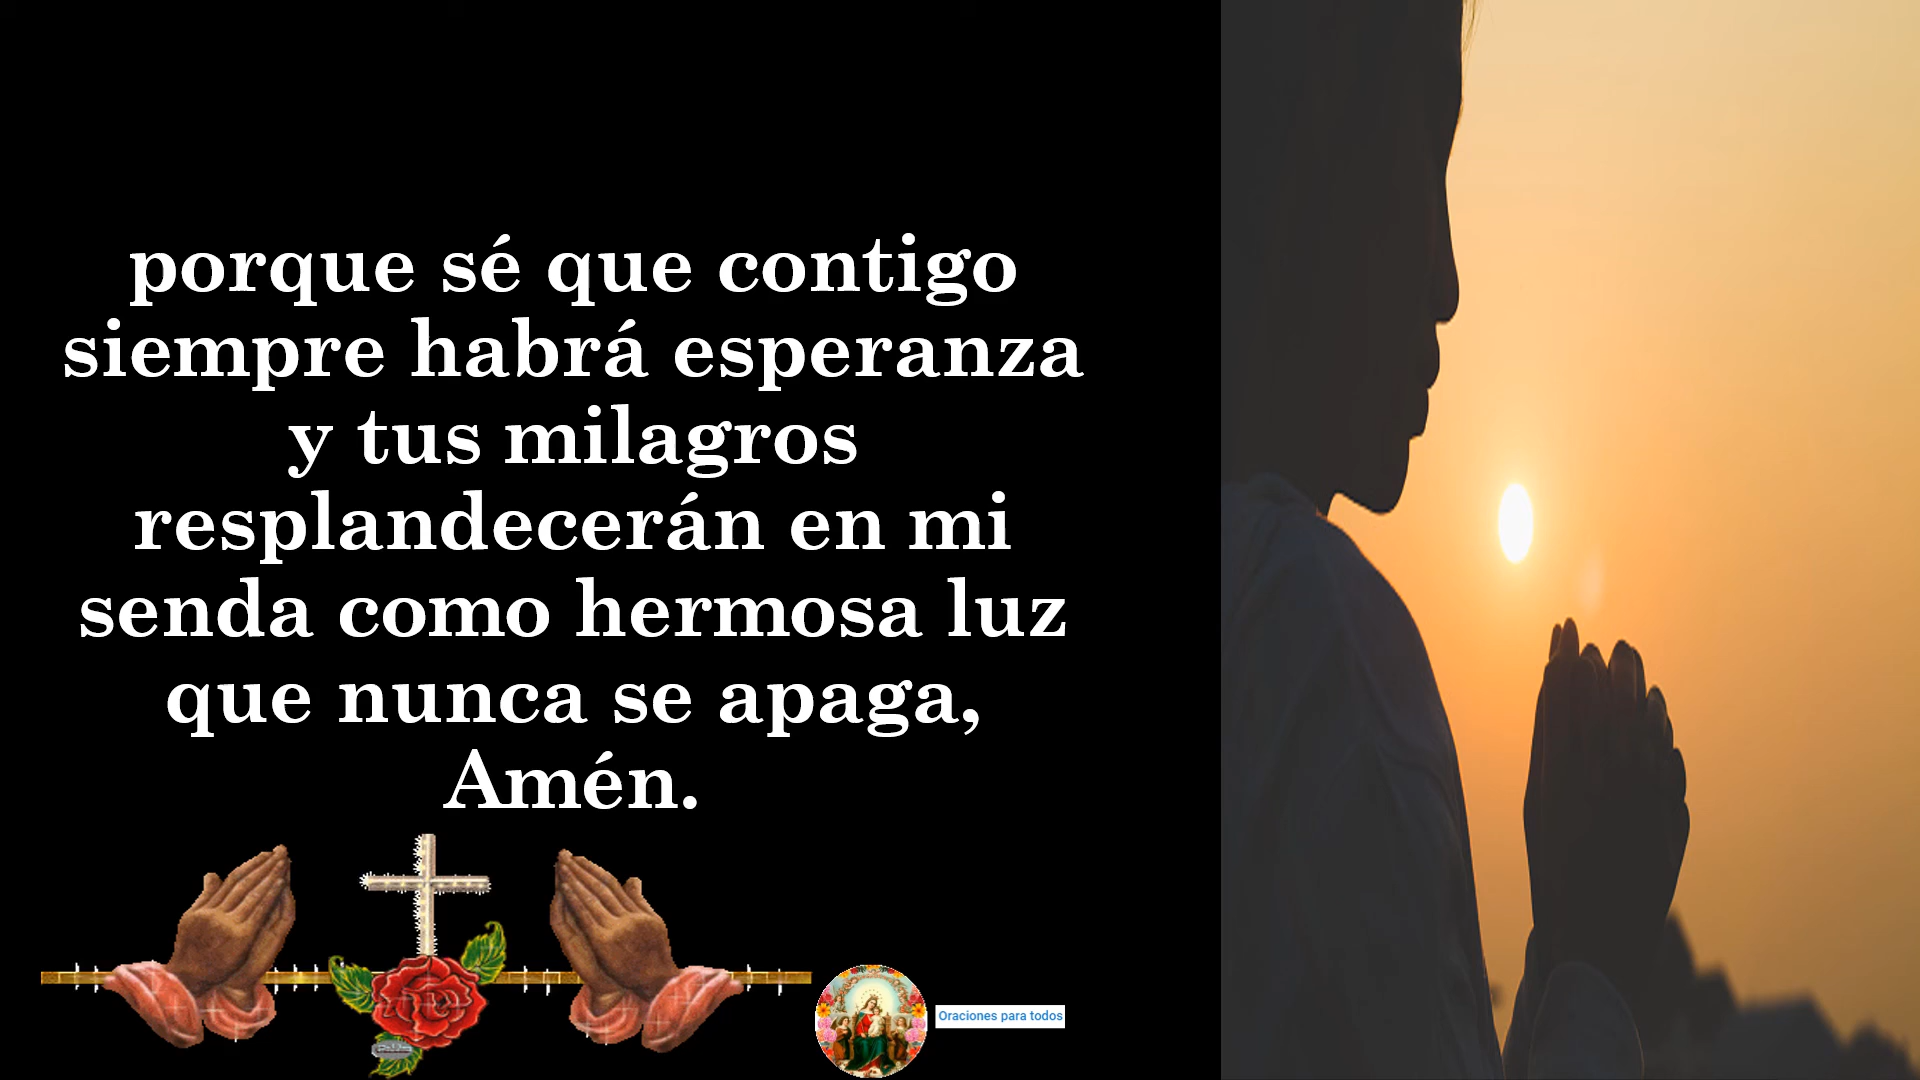 porque sé que contigo
siempre habrá esperanza
y tus milagros
resplandecerán en mi
senda como hermosa luz
que nunca se apaga,
Amén.
Oraciones para todos